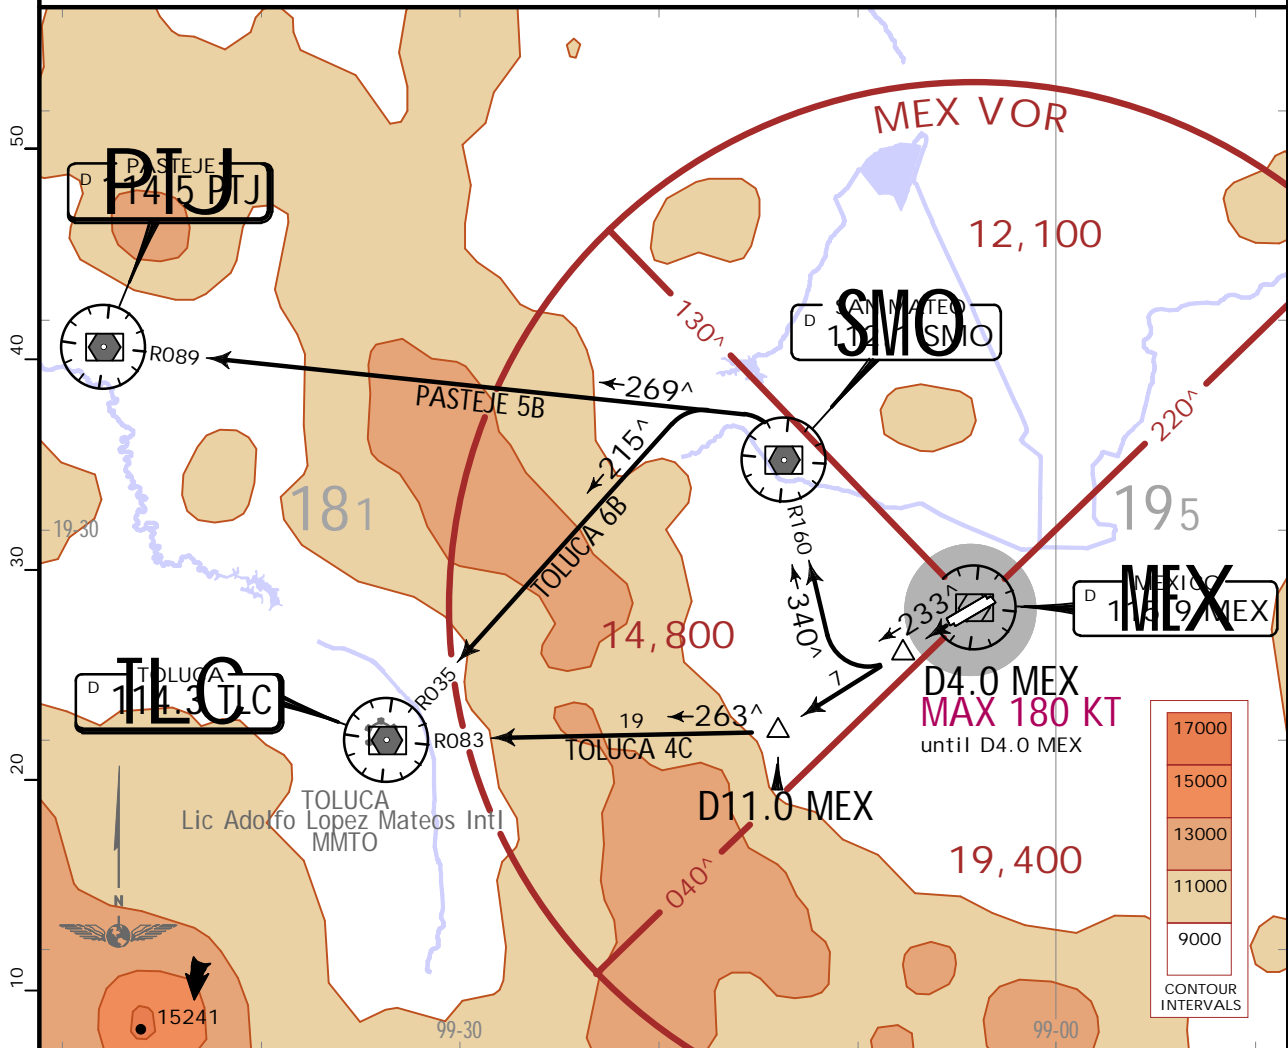 MEX VOR
50
PASTEJE
PTJ
D 114.5 PTJ
12,100
SAN MATEO
SMO
D 112.1 SMO
130^
40
R089
269^
PASTEJE 5B
215^
220^
181
195
19-30
R160
TOLUCA 6B
30
340^
233^
MEXICO
MEX
D 115.9 MEX
14,800
7
D4.0 MEX
MAX 180 KT
until D4.0 MEX
TOLUCA
TLC
D 114.3 TLC
R035
R083
19
263^
TOLUCA 4C
20
D11.0 MEX
TOLUCA
Lic Adolfo Lopez Mateos Intl
MMTO
19,400
040^
N
10
15241
99-30
99-00
17000
15000
13000
11000
9000
CONTOUR
INTERVALS